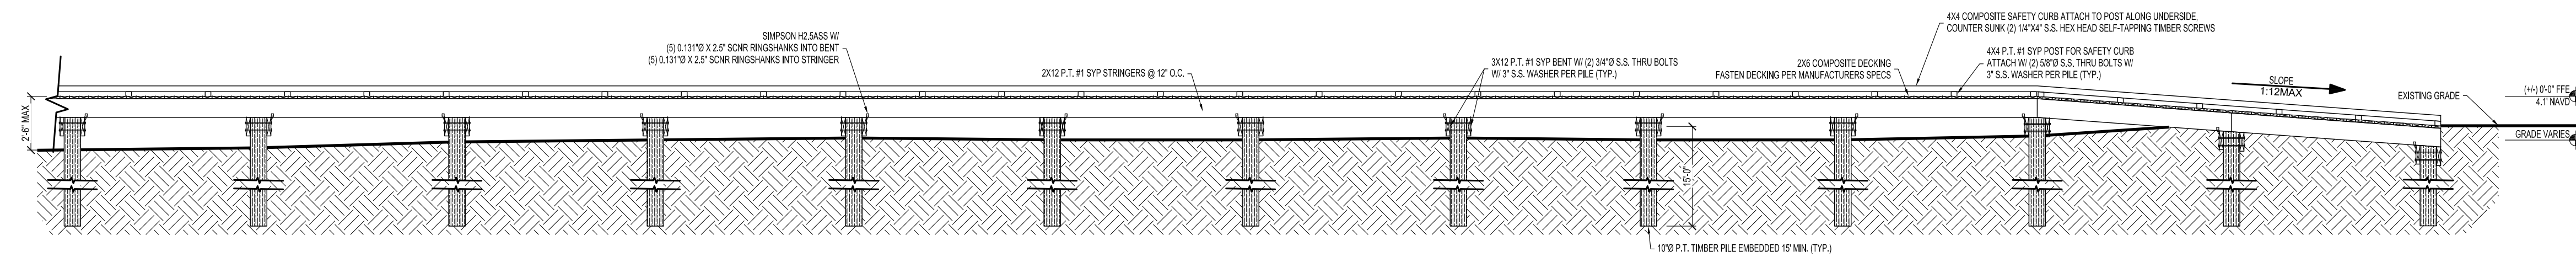 4X4 COMPOSITE SAFETY CURB ATTACH TO POST ALONG UNDERSIDE,
COUNTER SUNK (2) 1/4"X4" S.S. HEX HEAD SELF-TAPPING TIMBER SCREWS
SIMPSON H2.5ASS W/
(5) 0.131"Ø X 2.5" SCNR RINGSHANKS INTO BENT
(5) 0.131"Ø X 2.5" SCNR RINGSHANKS INTO STRINGER
2X12 P.T. #1 SYP STRINGERS @ 12" O.C.
3X12 P.T. #1 SYP BENT W/ (2) 3/4"Ø S.S. THRU BOLTS
W/ 3" S.S. WASHER PER PILE (TYP.)
2X6 COMPOSITE DECKING
FASTEN DECKING PER MANUFACTURERS SPECS
4X4 P.T. #1 SYP POST FOR SAFETY CURB
ATTACH W/ (2) 5/8"Ø S.S. THRU BOLTS W/
3" S.S. WASHER PER PILE (TYP.)
SLOPE
1:12MAX
EXISTING GRADE
(+/-) 0'-0" FFE
4.1' NAVD
GRADE VARIES
2'-6" MAX
15'-0"
10"Ø P.T. TIMBER PILE EMBEDDED 15' MIN. (TYP.)